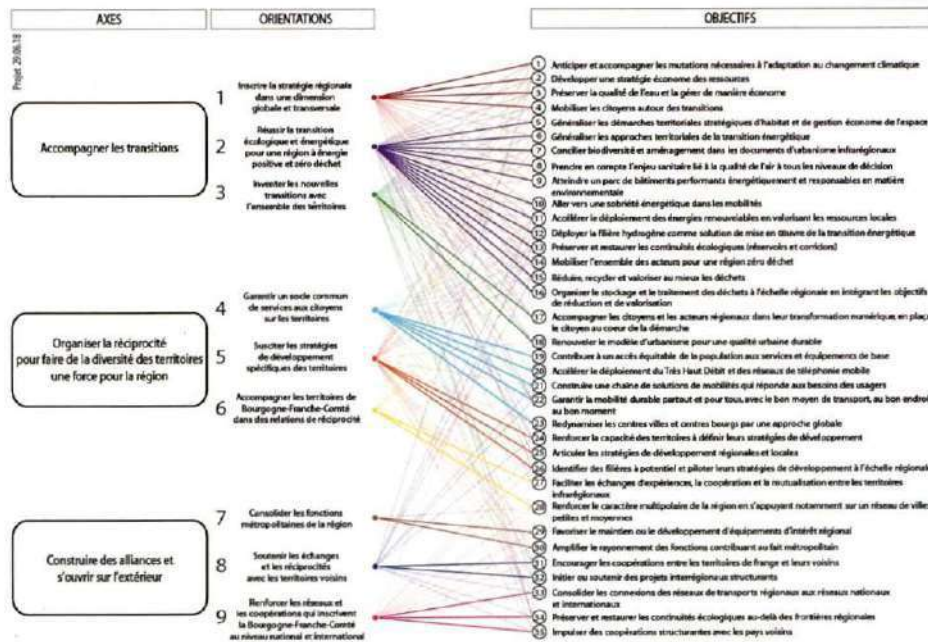 AXES
ORIENTATIONS
OBJECTIFS
Projet 29.06.18
Accompagner les transitions
1 Inscrire la stratégie régionale
dans une dimension
globale et transversale
2 Réussir la transition
écologique et énergétique
pour une région à énergie
positive et zéro déchet
3 Inventer les nouvelles
transitions avec
l'ensemble des territoires
Organiser la réciprocité
pour faire de la diversité des territoires
une force pour la région
4 Garantir un socle commun
de services aux citoyens
sur les territoires
5 Susciter les stratégies
de développement
spécifiques des territoires
6 Accompagner les territoires de
Bourgogne-Franche-Comté
dans des relations de réciprocité
Construire des alliances et
s'ouvrir sur l'extérieur
7 Consolider les fonctions
métropolitaines de la région
8 Soutenir les échanges
et les réciprocités
avec les territoires voisins
9 Renforcer les réseaux et
les coopérations qui inscrivent
la Bourgogne-Franche-Comté
au niveau national et international
1 Anticiper et accompagner les mutations nécessaires à l'adaptation au changement climatique
2 Développer une stratégie économe des ressources
3 Préserver la qualité de l'eau et la gérer de manière économe
4 Mobiliser les citoyens autour des transitions
5 Généraliser les démarches territoriales stratégiques d'habitat et de gestion économe de l'espace
6 Généraliser les approches territoriales de la transition énergétique
7 Concilier biodiversité et aménagement dans les documents d'urbanisme infrarégionaux
8 Prendre en compte l'enjeu sanitaire lié à la qualité de l'air à tous les niveaux de décision
9 Atteindre un parc de bâtiments performants énergétiquement et responsables en matière
environnementale
10 Aller vers une sobriété énergétique dans les mobilités
11 Accélérer le déploiement des énergies renouvelables en valorisant les ressources locales
12 Déployer la filière hydrogène comme solution de mise en œuvre de la transition énergétique
13 Préserver et restaurer les continuités écologiques (réservoirs et corridors)
14 Mobiliser l'ensemble des acteurs pour une région zéro déchet
15 Réduire, recycler et valoriser au mieux les déchets
16 Organiser le stockage et le traitement des déchets à l'échelle régionale en intégrant les objectifs
de réduction et de valorisation
17 Accompagner les citoyens et les acteurs régionaux dans leur transformation numérique, en plaça
le citoyen au coeur de la démarche
18 Renouveler le modèle d'urbanisme pour une qualité urbaine durable
19 Contribuer à un accès équitable de la population aux services et équipements de base
20 Accélérer le déploiement du Très Haut Débit et des réseaux de téléphonie mobile
21 Construire une chaine de solutions de mobilités qui réponde aux besoins des usagers
22 Garantir la mobilité durable partout et pour tous, avec le bon moyen de transport, au bon endroi
au bon moment
23 Redynamiser les centres villes et centres bourgs par une approche globale
24 Renforcer la capacité des territoires à définir leurs stratégies de développement
25 Articuler les stratégies de développement régionales et locales
26 Identifier des filières à potentiel et piloter leurs stratégies de développement à l'échelle régionale
27 Faciliter les échanges d'expériences, la coopération et la mutualisation entre les territoires
infrarégionaux
28 Renforcer le caractère multipolaire de la région en s'appuyant notamment sur un réseau de villes
petites et moyennes
29 Favoriser le maintien ou le développement d'équipements d'intérêt régional
30 Amplifier le rayonnement des fonctions contribuant au fait métropolitain
31 Encourager les coopérations entre les territoires de frange et leurs voisins
32 Initier ou soutenir des projets interrégionaux structurants
33 Consolider les connexions des réseaux de transports régionaux aux réseaux nationaux
et internationaux
34 Préserver et restaurer les continuités écologiques au-delà des frontières régionales
35 Impulser des coopérations structurantes avec les pays voisins